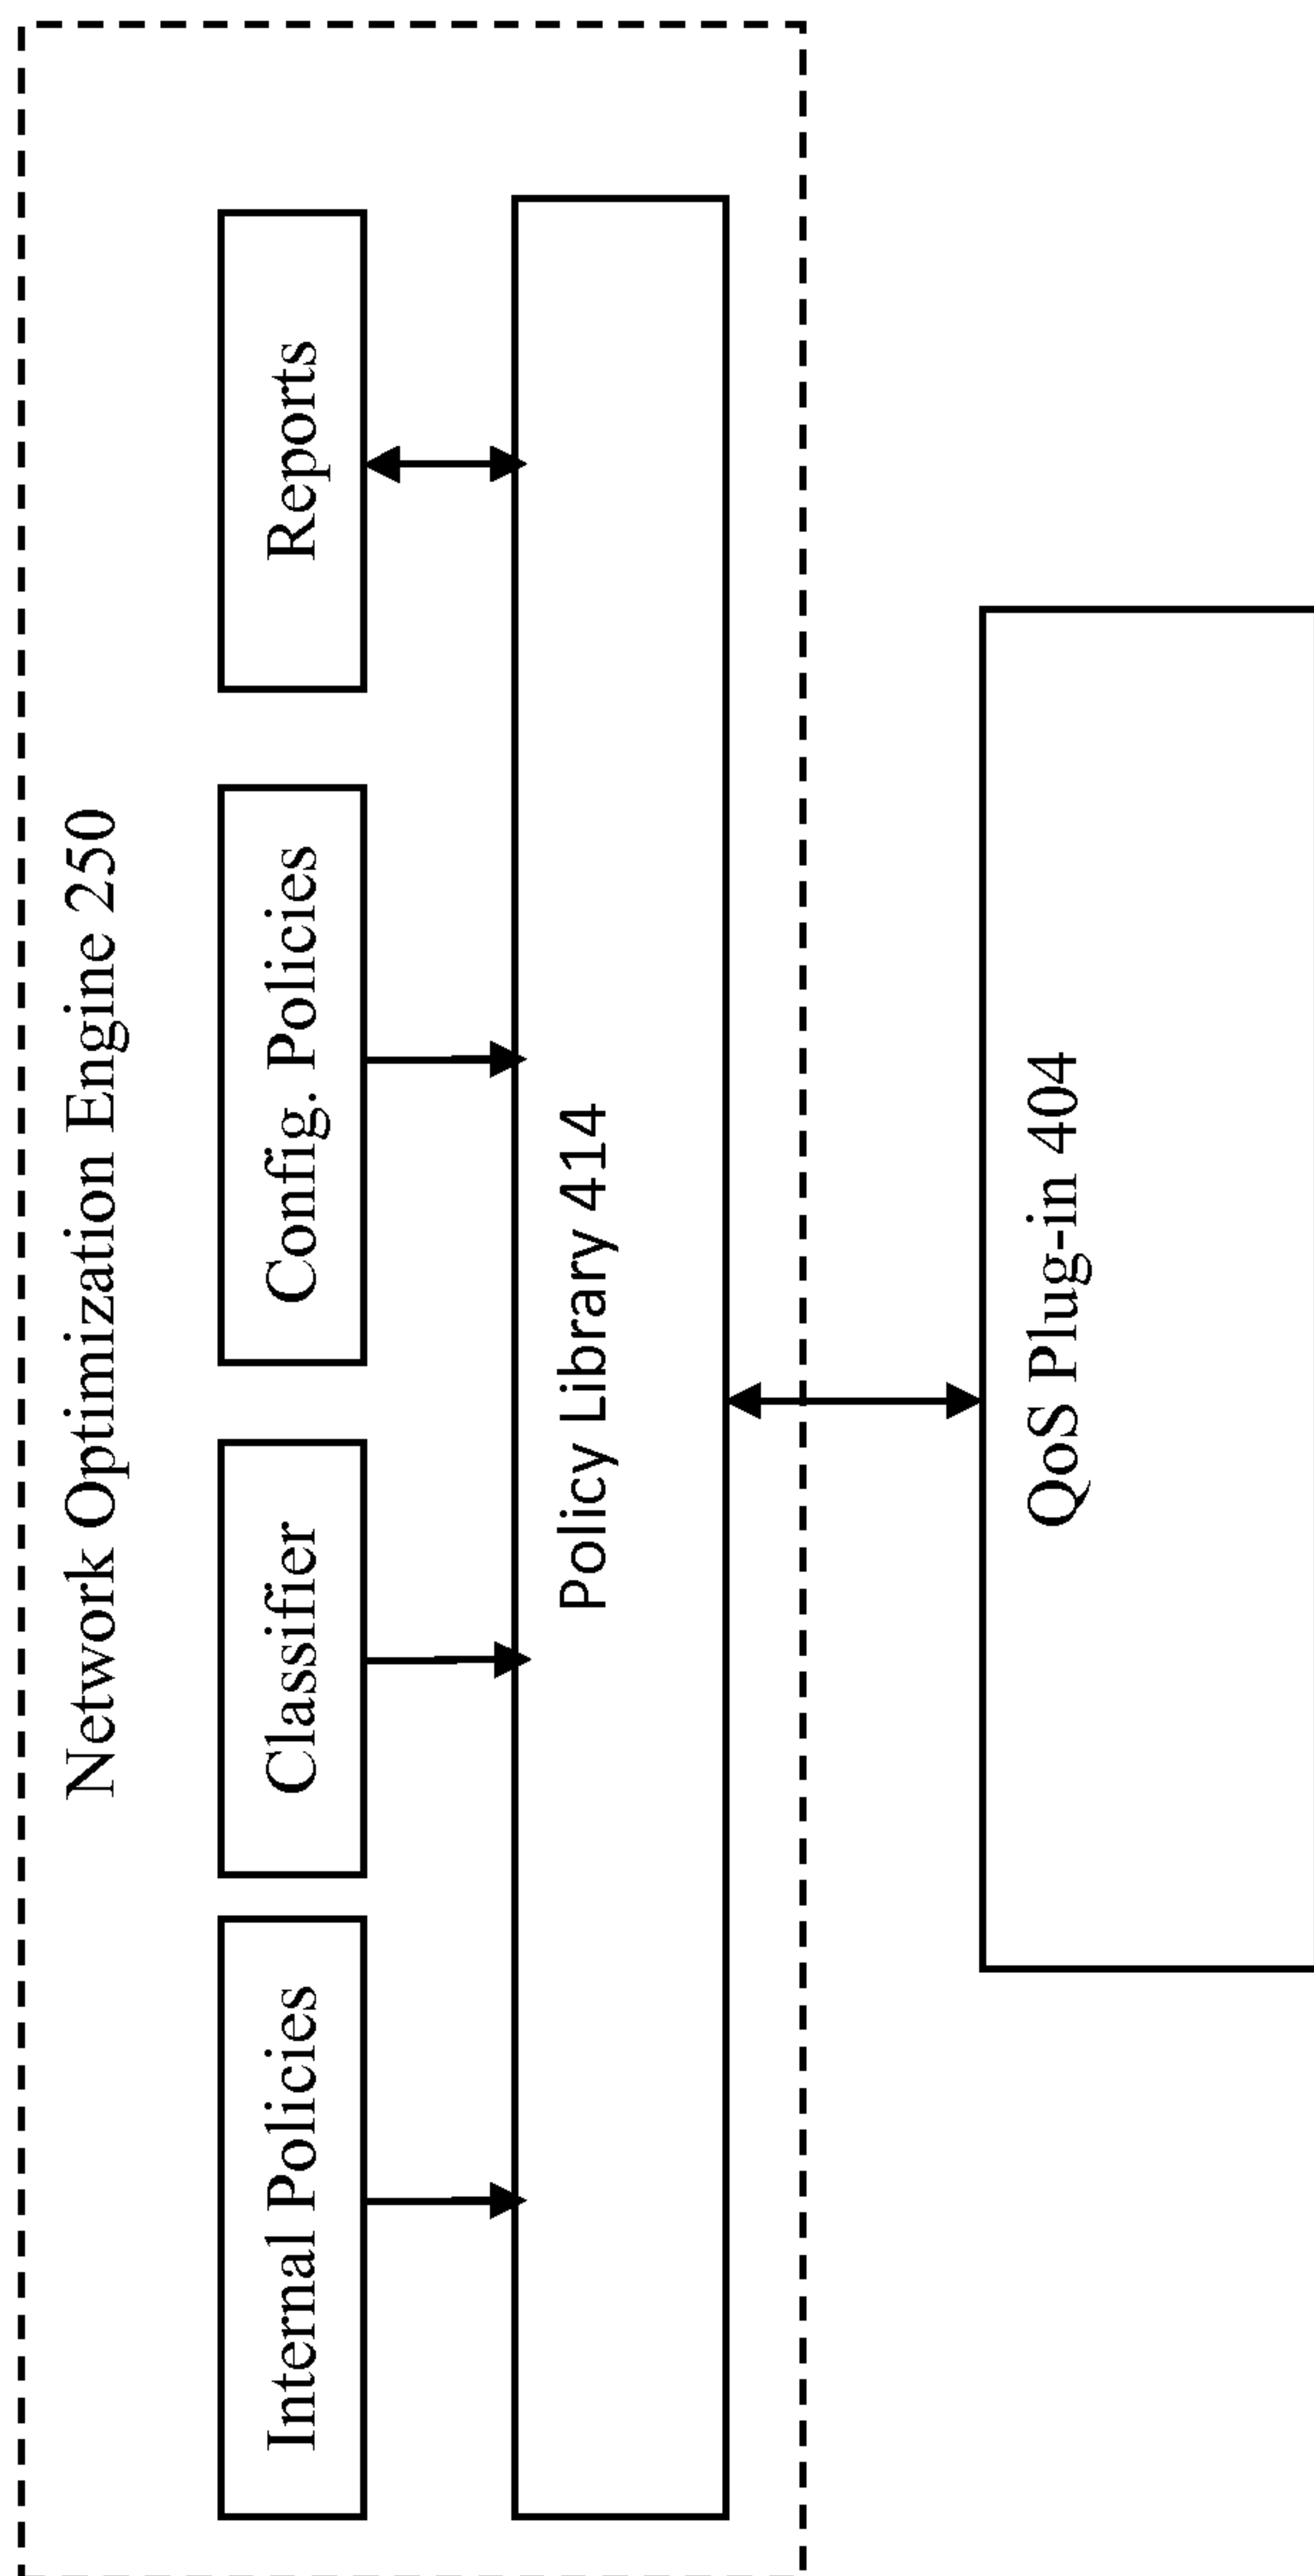 Network Optimization Engine 250
Internal Policies
Classifier
Config. Policies
Reports
Policy Library 414
QoS Plug-in 404